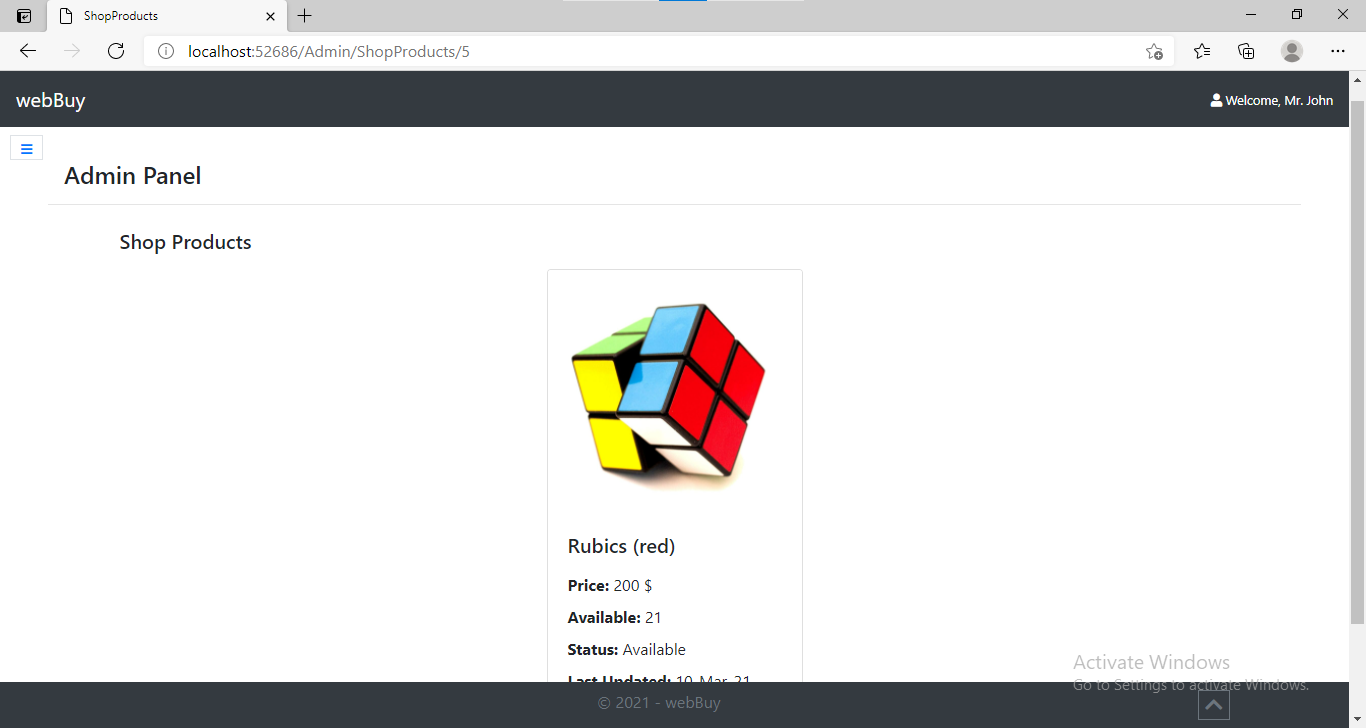 ShopProducts
localhost:52686/Admin/ShopProducts/5
webBuy
Welcome, Mr. John
Admin Panel
Shop Products
Rubics (red)
Price: 200 $
Available: 21
Status: Available
Last Updated: 10-Mar-21
Activate Windows
Go to Settings to activate Windows.
© 2021 - webBuy